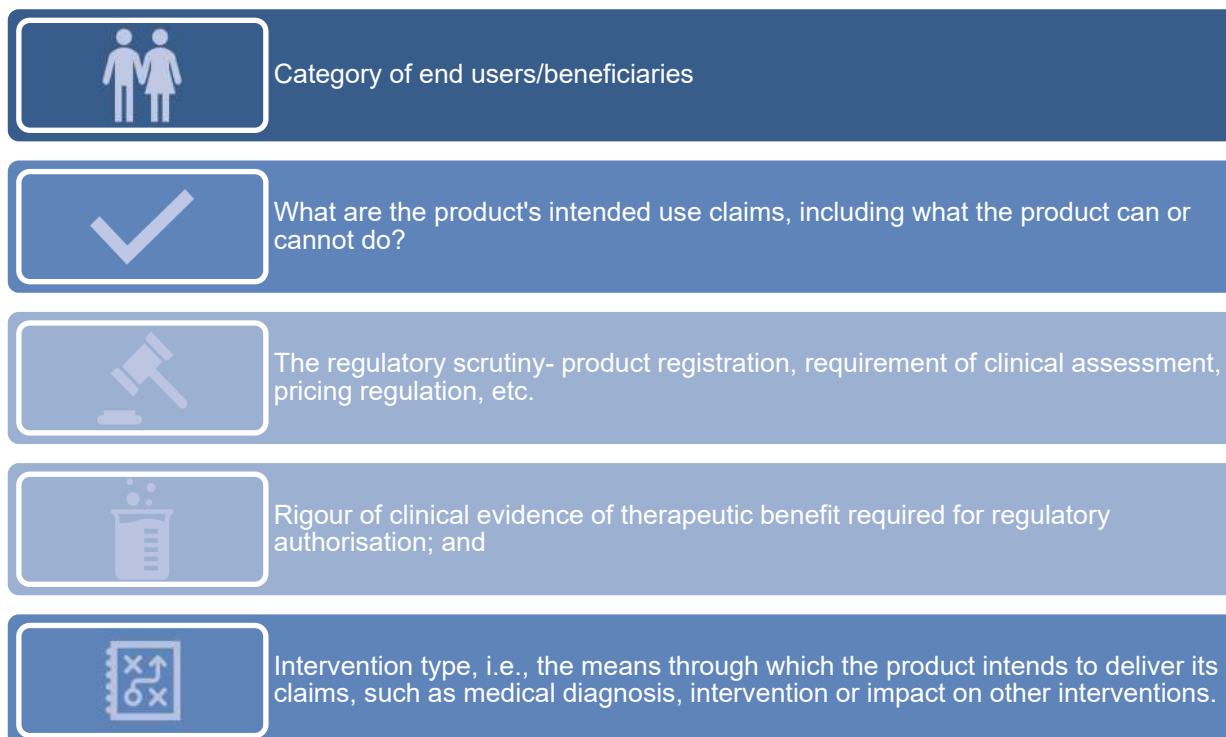 Category of end users/beneficiaries
What are the product's intended use claims, including what the product can or
cannot do?
The regulatory scrutiny- product registration, requirement of clinical assessment,
pricing regulation, etc.
Rigour of clinical evidence of therapeutic benefit required for regulatory
authorisation; and
Intervention type, i.e., the means through which the product intends to deliver its
claims, such as medical diagnosis, intervention or impact on other interventions.